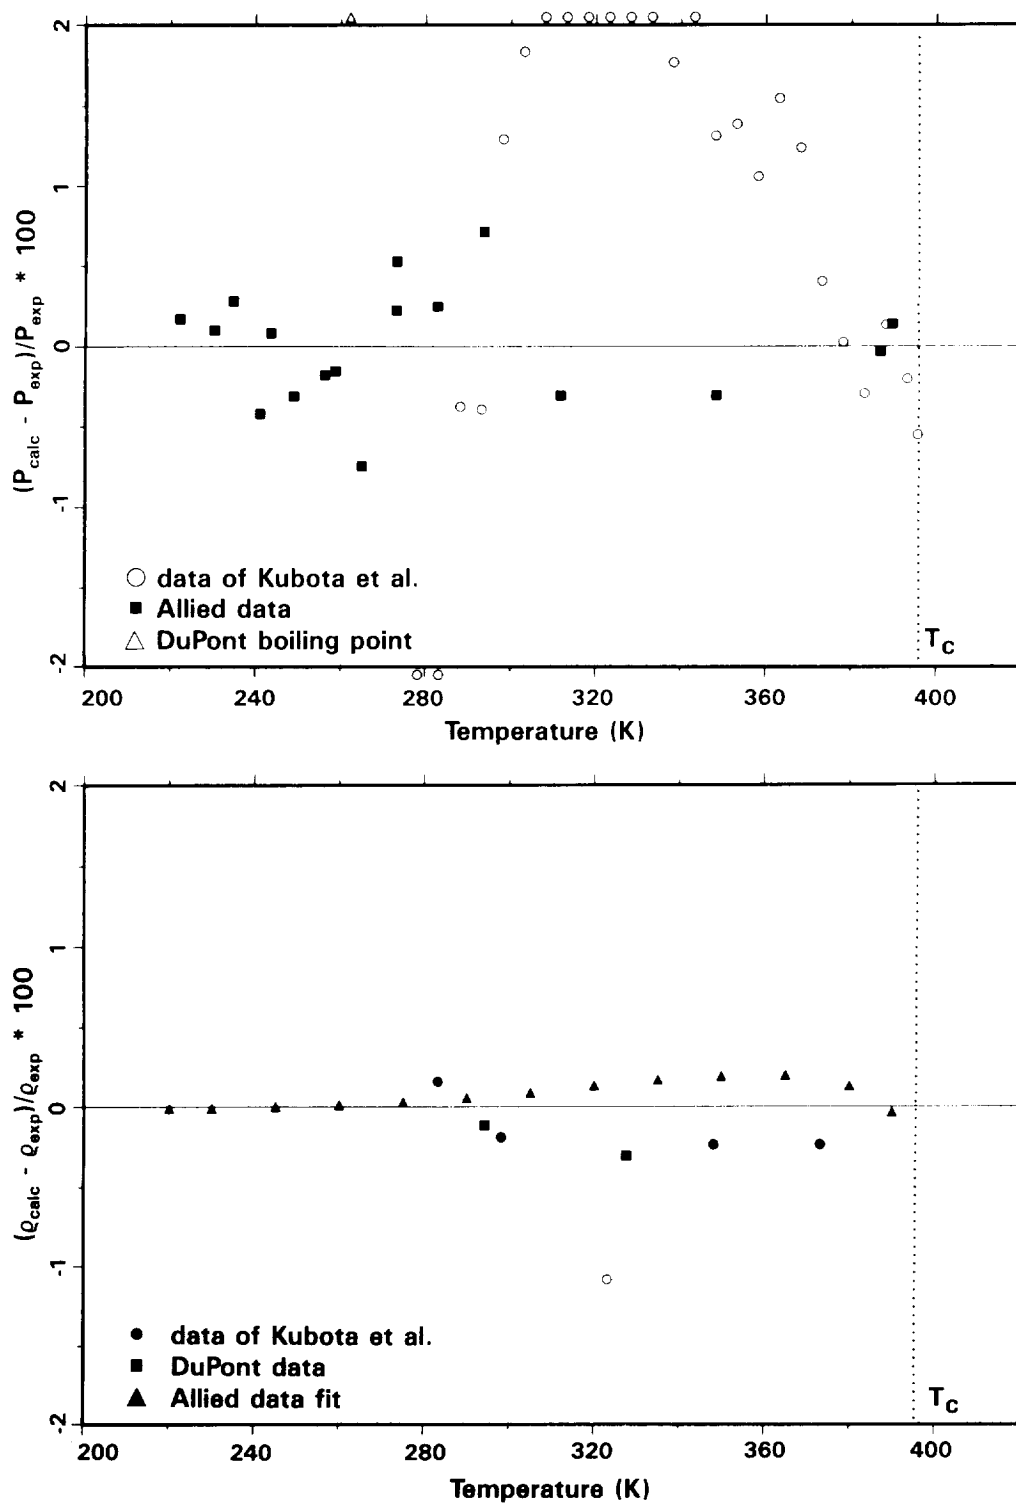 2
1
0
-1
-2
(P_calc - P_exp)/P_exp * 100
○ data of Kubota et al.
■ Allied data
△ DuPont boiling point
T_C
200 240 280 320 360 400
Temperature (K)
2
1
0
-1
-2
(ϱ_calc - ϱ_exp)/ϱ_exp * 100
● data of Kubota et al.
■ DuPont data
▲ Allied data fit
T_C
200 240 280 320 360 400
Temperature (K)